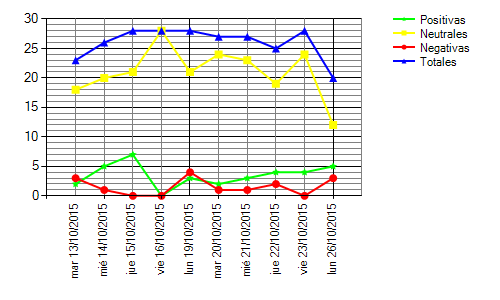 30
25
20
15
10
5
0
mar 13/10/2015
mié 14/10/2015
jue 15/10/2015
vie 16/10/2015
lun 19/10/2015
mar 20/10/2015
mié 21/10/2015
jue 22/10/2015
vie 23/10/2015
lun 26/10/2015
Positivas
Neutrales
Negativas
Totales